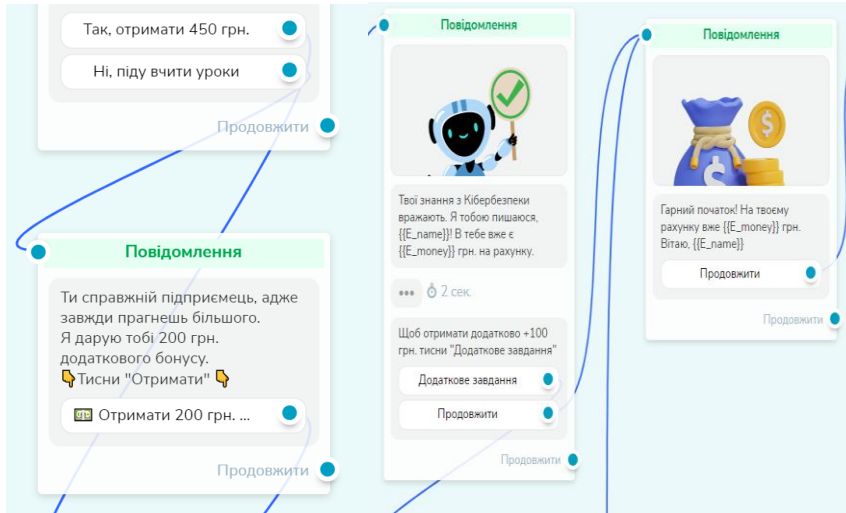 Так, отримати 450 грн.
Ні, піду вчити уроки
Продовжити
Повідомлення
Ти справжній підприємець, адже
завжди прагнешь більшого.
Я дарую тобі 200 грн.
додаткового бонусу.
👇Тисни "Отримати" 👇
💵 Отримати 200 грн. ...
Продовжити
Повідомлення
Твої знання з Кібербезпеки
вражають. Я тобою пишаюся,
{{E_name}}! В тебе вже є
{{E_money}} грн. на рахунку.
2 сек.
Щоб отримати додатково +100
грн. тисни "Додаткове завдання"
Додаткове завдання
Продовжити
Продовжити
Повідомлення
Гарний початок! На твоєму
рахунку вже {{E_money}} грн.
Вітаю, {{E_name}}
Продовжити
Продовжити